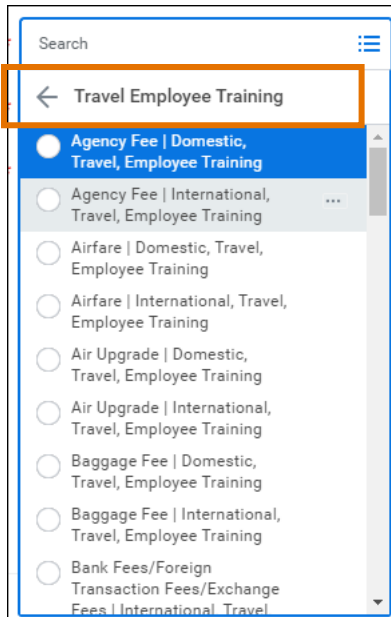 Search
Travel Employee Training
Agency Fee | Domestic,
Travel, Employee Training
Agency Fee | International,
Travel, Employee Training
Airfare | Domestic, Travel,
Employee Training
Airfare | International, Travel,
Employee Training
Air Upgrade | Domestic,
Travel, Employee Training
Air Upgrade | International,
Travel, Employee Training
Baggage Fee | Domestic,
Travel, Employee Training
Baggage Fee | International,
Travel, Employee Training
Bank Fees/Foreign
Transaction Fees/Exchange
Fees | International, Travel